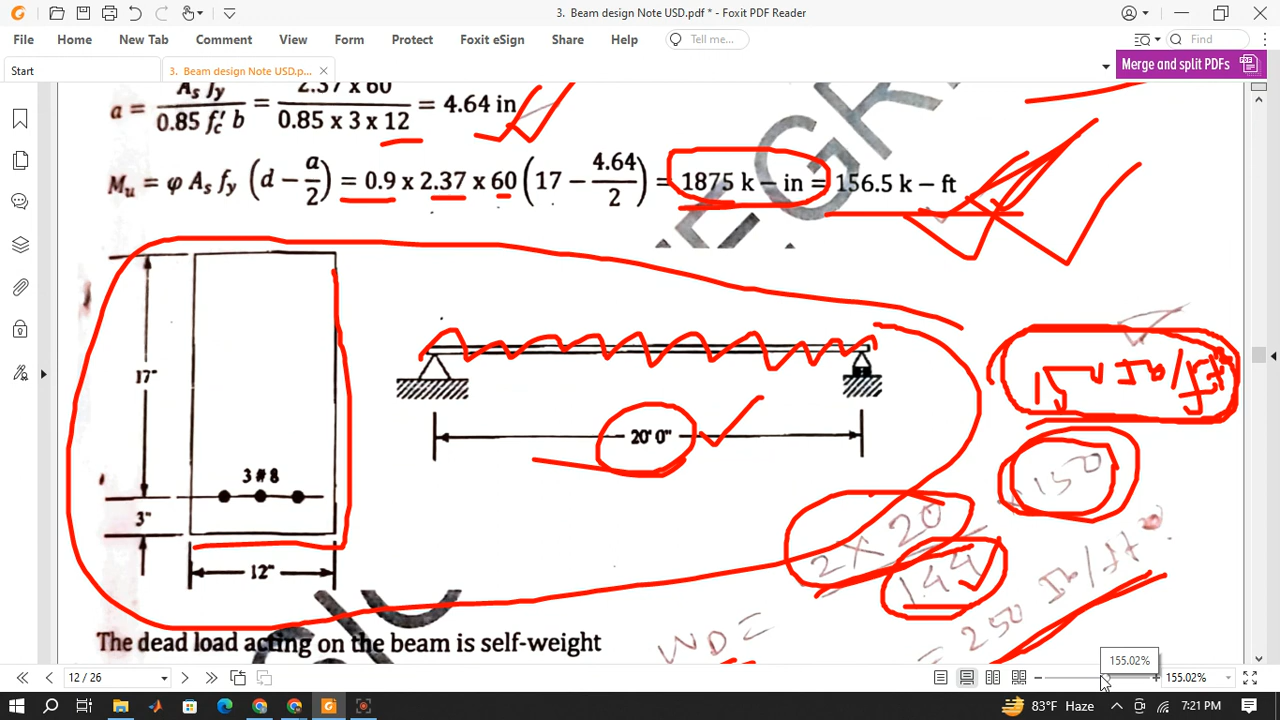 3. Beam design Note USD.pdf * - Foxit PDF Reader
File Home New Tab Comment View Form Protect Foxit eSign Share Help Tell me... Find
Start 3. Beam design Note USD.p... Merge and split PDFs
a = As fy / 0.85 f'c b = 2.37 x 60 / 0.85 x 3 x 12 = 4.64 in
Mu = φ As fy (d − a/2) = 0.9 x 2.37 x 60 (17 − 4.64/2) = 1875 k − in = 156.5 k − ft
17"
150 lb/ft³
20' 0"
3#8
150
3"
12 x 20
144
12"
= 250 lb/ft
WD =
The dead load acting on the beam is self-weight
155.02%
12 / 26 155.02%
83°F Haze 7:21 PM